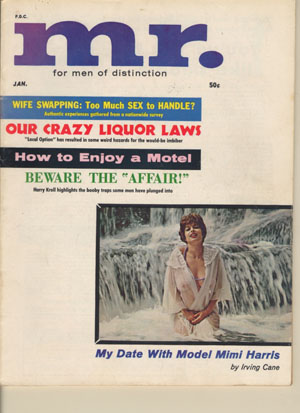 F.D.C.
mr.
for men of distinction
JAN.
50¢
WIFE SWAPPING: Too Much SEX to HANDLE?
Authentic experiences gathered from a nationwide survey
OUR CRAZY LIQUOR LAWS
"Local Option" has resulted in some weird hazards for the would-be imbiber
How to Enjoy a Motel
BEWARE THE "AFFAIR!"
Harry Kroll highlights the booby traps some men have plunged into
My Date With Model Mimi Harris
by Irving Cane